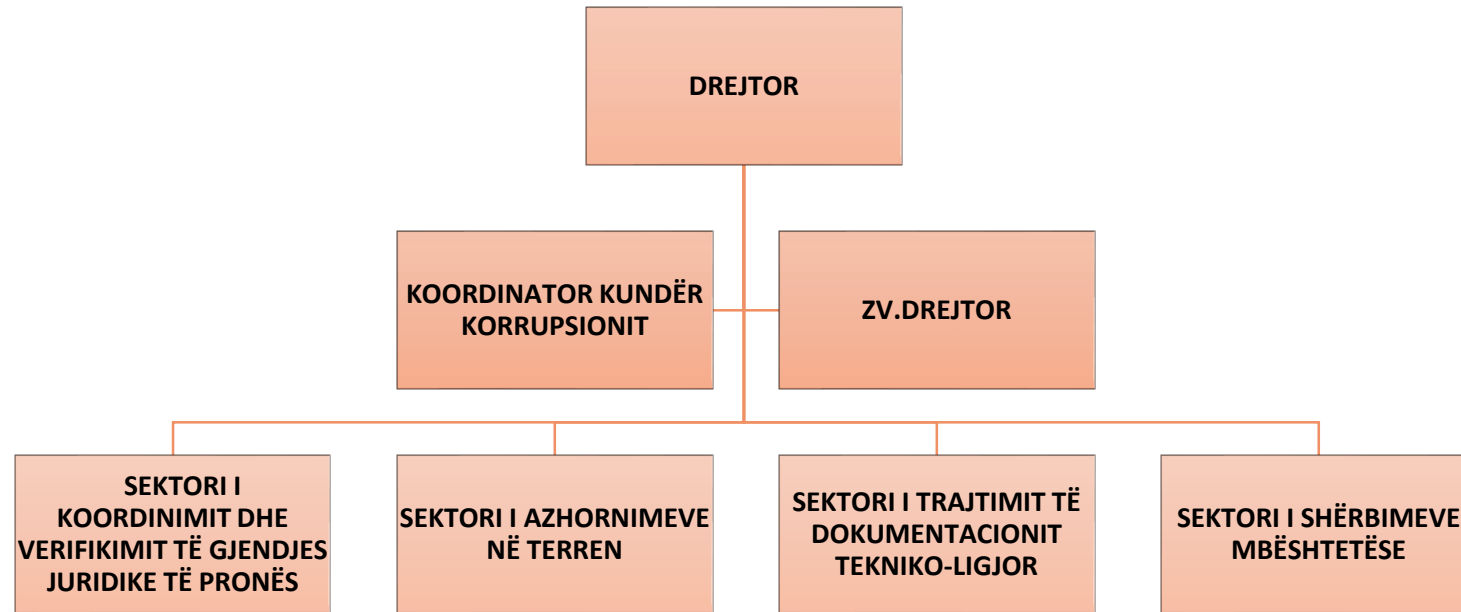 DREJTOR
KOORDINATOR KUNDËR
KORRUPSIONIT
ZV.DREJTOR
SEKTORI I
KOORDINIMIT DHE
VERIFIKIMIT TË GJENDJES
JURIDIKE TË PRONËS
SEKTORI I AZHORNIMEVE
NË TERREN
SEKTORI I TRAJTIMIT TË
DOKUMENTACIONIT
TEKNIKO-LIGJOR
SEKTORI I SHËRBIMEVE
MBËSHTETËSE